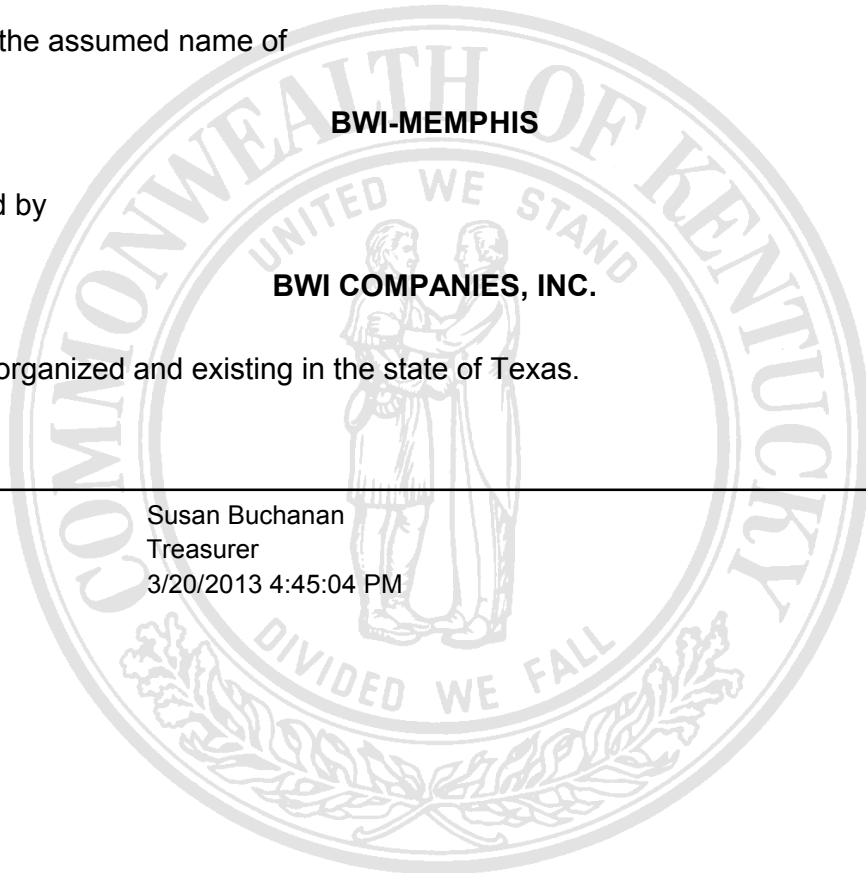 the assumed name of
BWI-MEMPHIS
d by
BWI COMPANIES, INC.
organized and existing in the state of Texas.
Susan Buchanan
Treasurer
3/20/2013 4:45:04 PM
COMMONWEALTH OF KENTUCKY
UNITED WE STAND
DIVIDED WE FALL